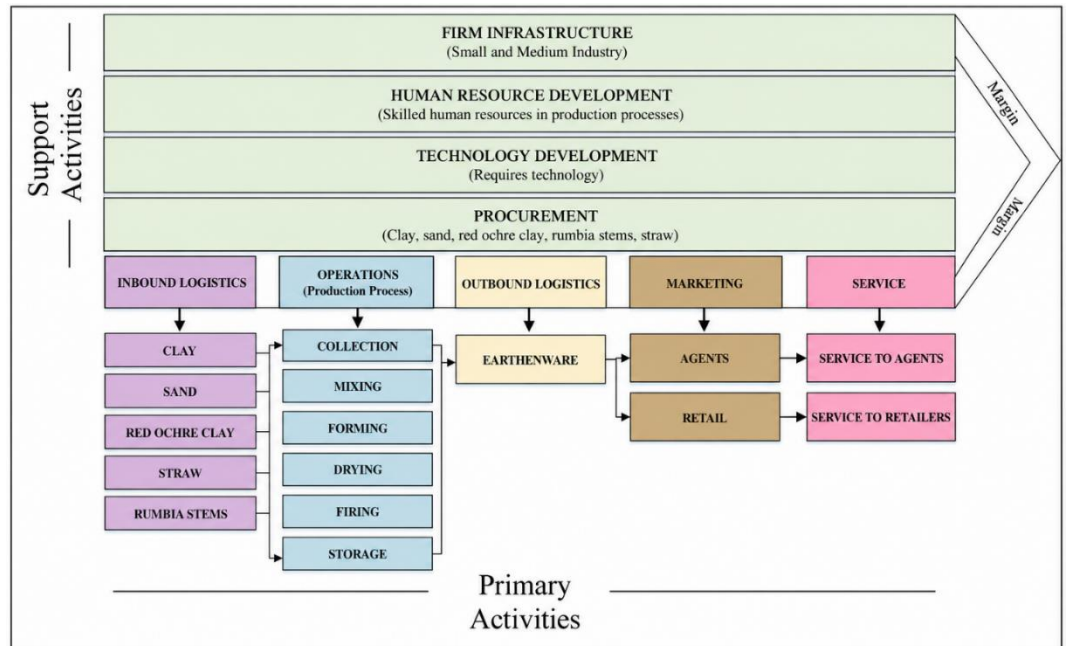 Support
Activities
FIRM INFRASTRUCTURE
(Small and Medium Industry)
HUMAN RESOURCE DEVELOPMENT
(Skilled human resources in production processes)
TECHNOLOGY DEVELOPMENT
(Requires technology)
PROCUREMENT
(Clay, sand, red ochre clay, rumbia stems, straw)
Margin
Margin
INBOUND LOGISTICS
OPERATIONS
(Production Process)
OUTBOUND LOGISTICS
MARKETING
SERVICE
CLAY
SAND
RED OCHRE CLAY
STRAW
RUMBIA STEMS
COLLECTION
MIXING
FORMING
DRYING
FIRING
STORAGE
EARTHENWARE
AGENTS
RETAIL
SERVICE TO AGENTS
SERVICE TO RETAILERS
Primary
Activities